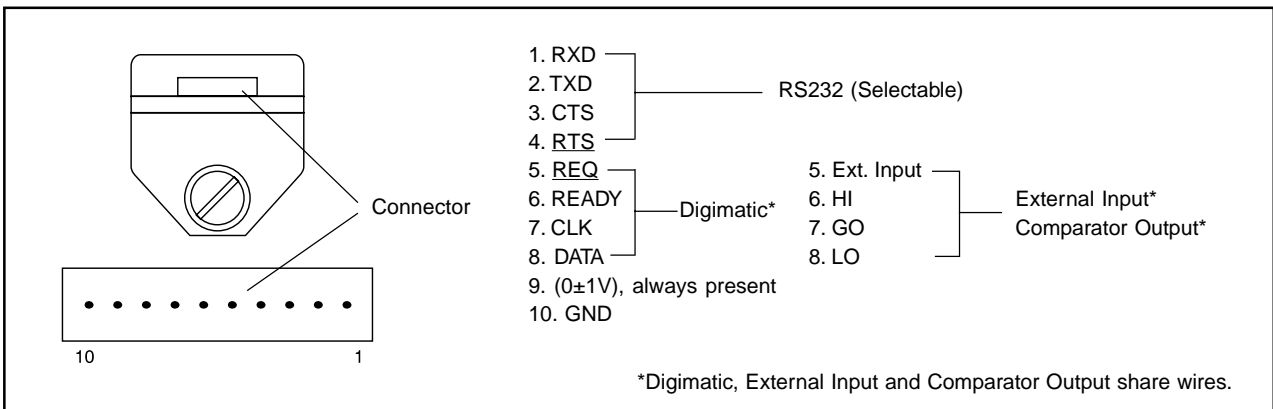 1. RXD
2. TXD
3. CTS
4. RTS
RS232 (Selectable)
5. REQ
6. READY
7. CLK
8. DATA
Digimatic*
9. (0±1V), always present
10. GND
5. Ext. Input
6. HI
7. GO
8. LO
External Input*
Comparator Output*
Connector
10
1
*Digimatic, External Input and Comparator Output share wires.